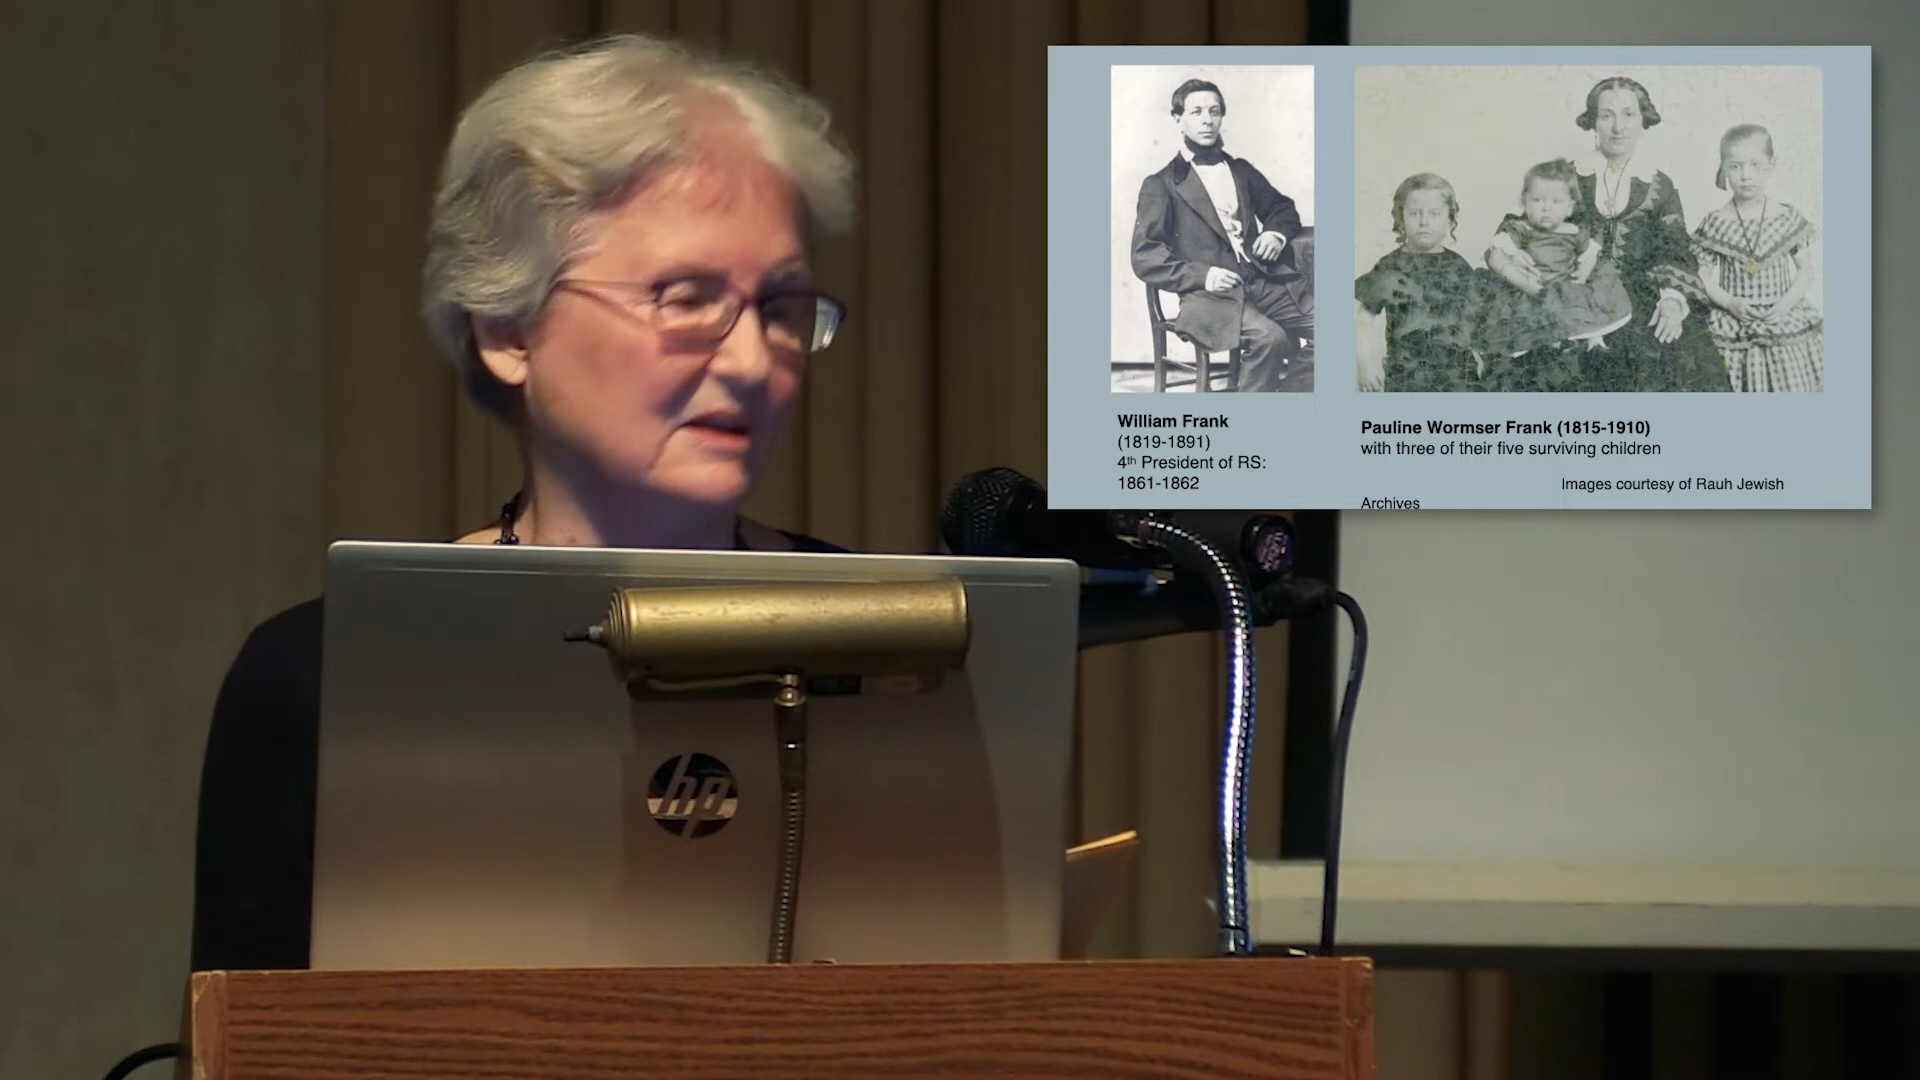 William Frank
(1819-1891)
4th President of RS:
1861-1862
Pauline Wormser Frank (1815-1910)
with three of their five surviving children
Images courtesy of Rauh Jewish
Archives
hp